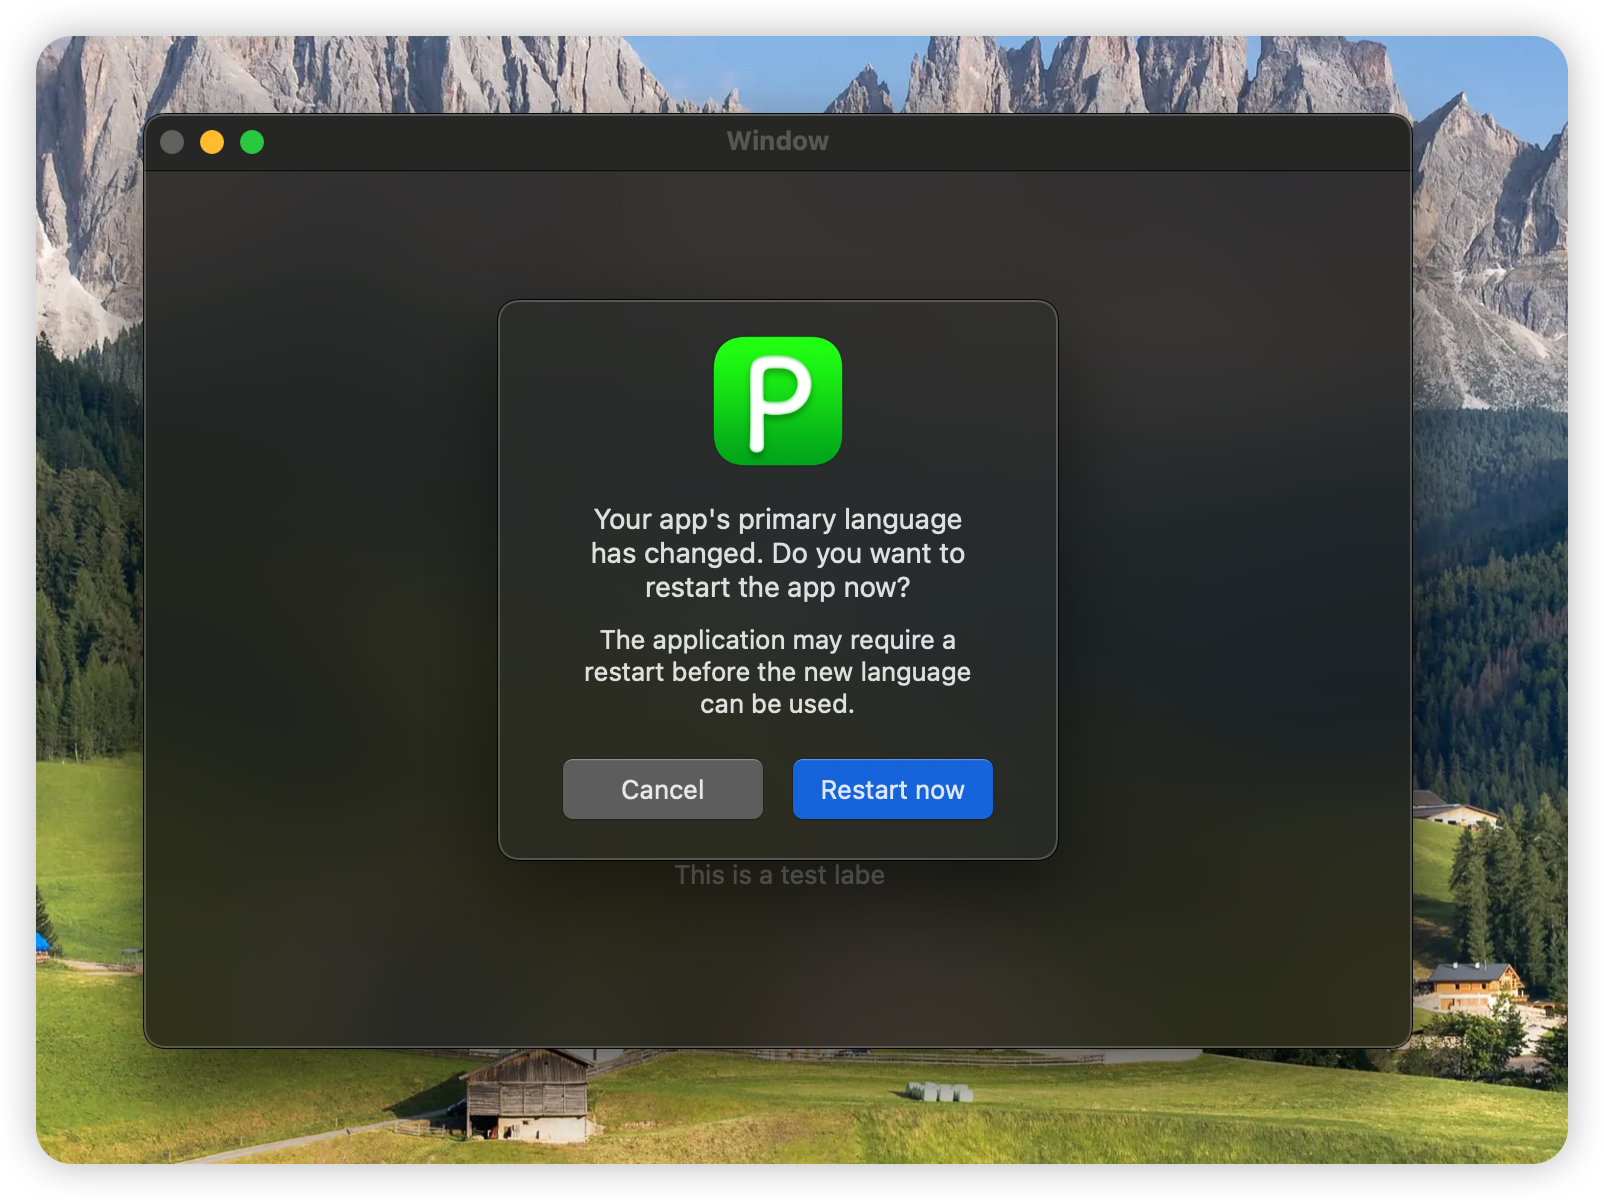 Window
P
Your app's primary language
has changed. Do you want to
restart the app now?
The application may require a
restart before the new language
can be used.
Cancel
Restart now
This is a test labe